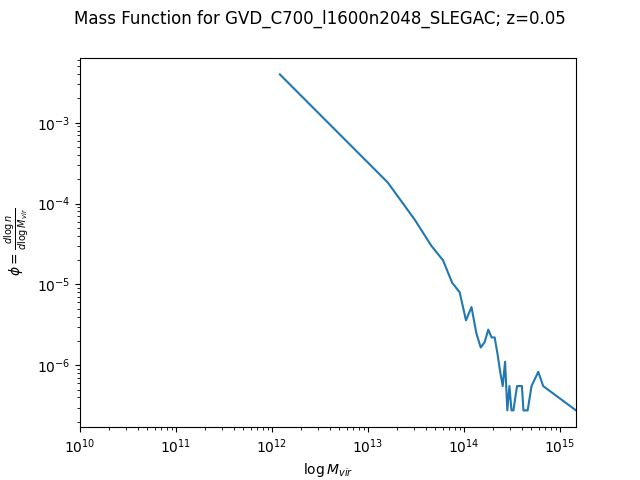 Mass Function for GVD_C700_l1600n2048_SLEGAC; z=0.05
ϕ = d log n / d log M_vir
10⁻³
10⁻⁴
10⁻⁵
10⁻⁶
10¹⁰ 10¹¹ 10¹² 10¹³ 10¹⁴ 10¹⁵
log M_vir